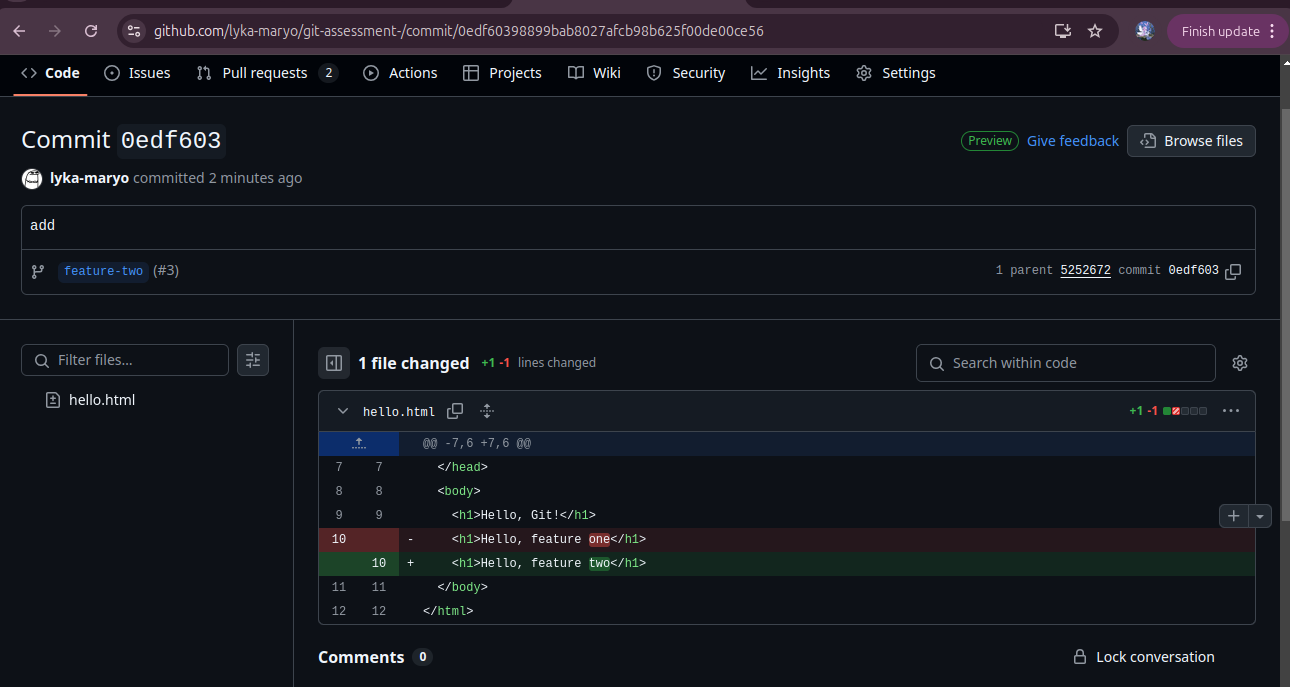 github.com/lyka-maryo/git-assessment-/commit/0edf60398899bab8027afcb98b625f00de00ce56
Finish update
Code Issues Pull requests 2 Actions Projects Wiki Security Insights Settings
Commit 0edf603
Preview Give feedback Browse files
lyka-maryo committed 2 minutes ago
add
feature-two (#3) 1 parent 5252672 commit 0edf603
Filter files...
hello.html
1 file changed +1 -1 lines changed
Search within code
hello.html +1 -1
@@ -7,6 +7,6 @@
7 7 </head>
8 8 <body>
9 9 <h1>Hello, Git!</h1>
10 - <h1>Hello, feature one</h1>
10 + <h1>Hello, feature two</h1>
11 11 </body>
12 12 </html>
Comments 0
Lock conversation